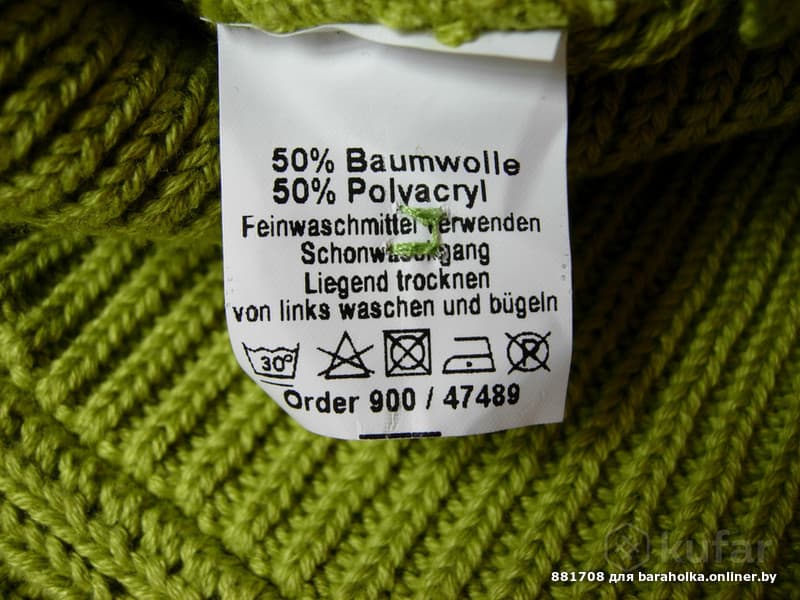 50% Baumwolle
50% Polyacryl
Feinwaschmittel verwenden
Schonwaschgang
Liegend trocknen
von links waschen und bügeln
30°
Order 900 / 47489
kufar
881708 для baraholka.onliner.by